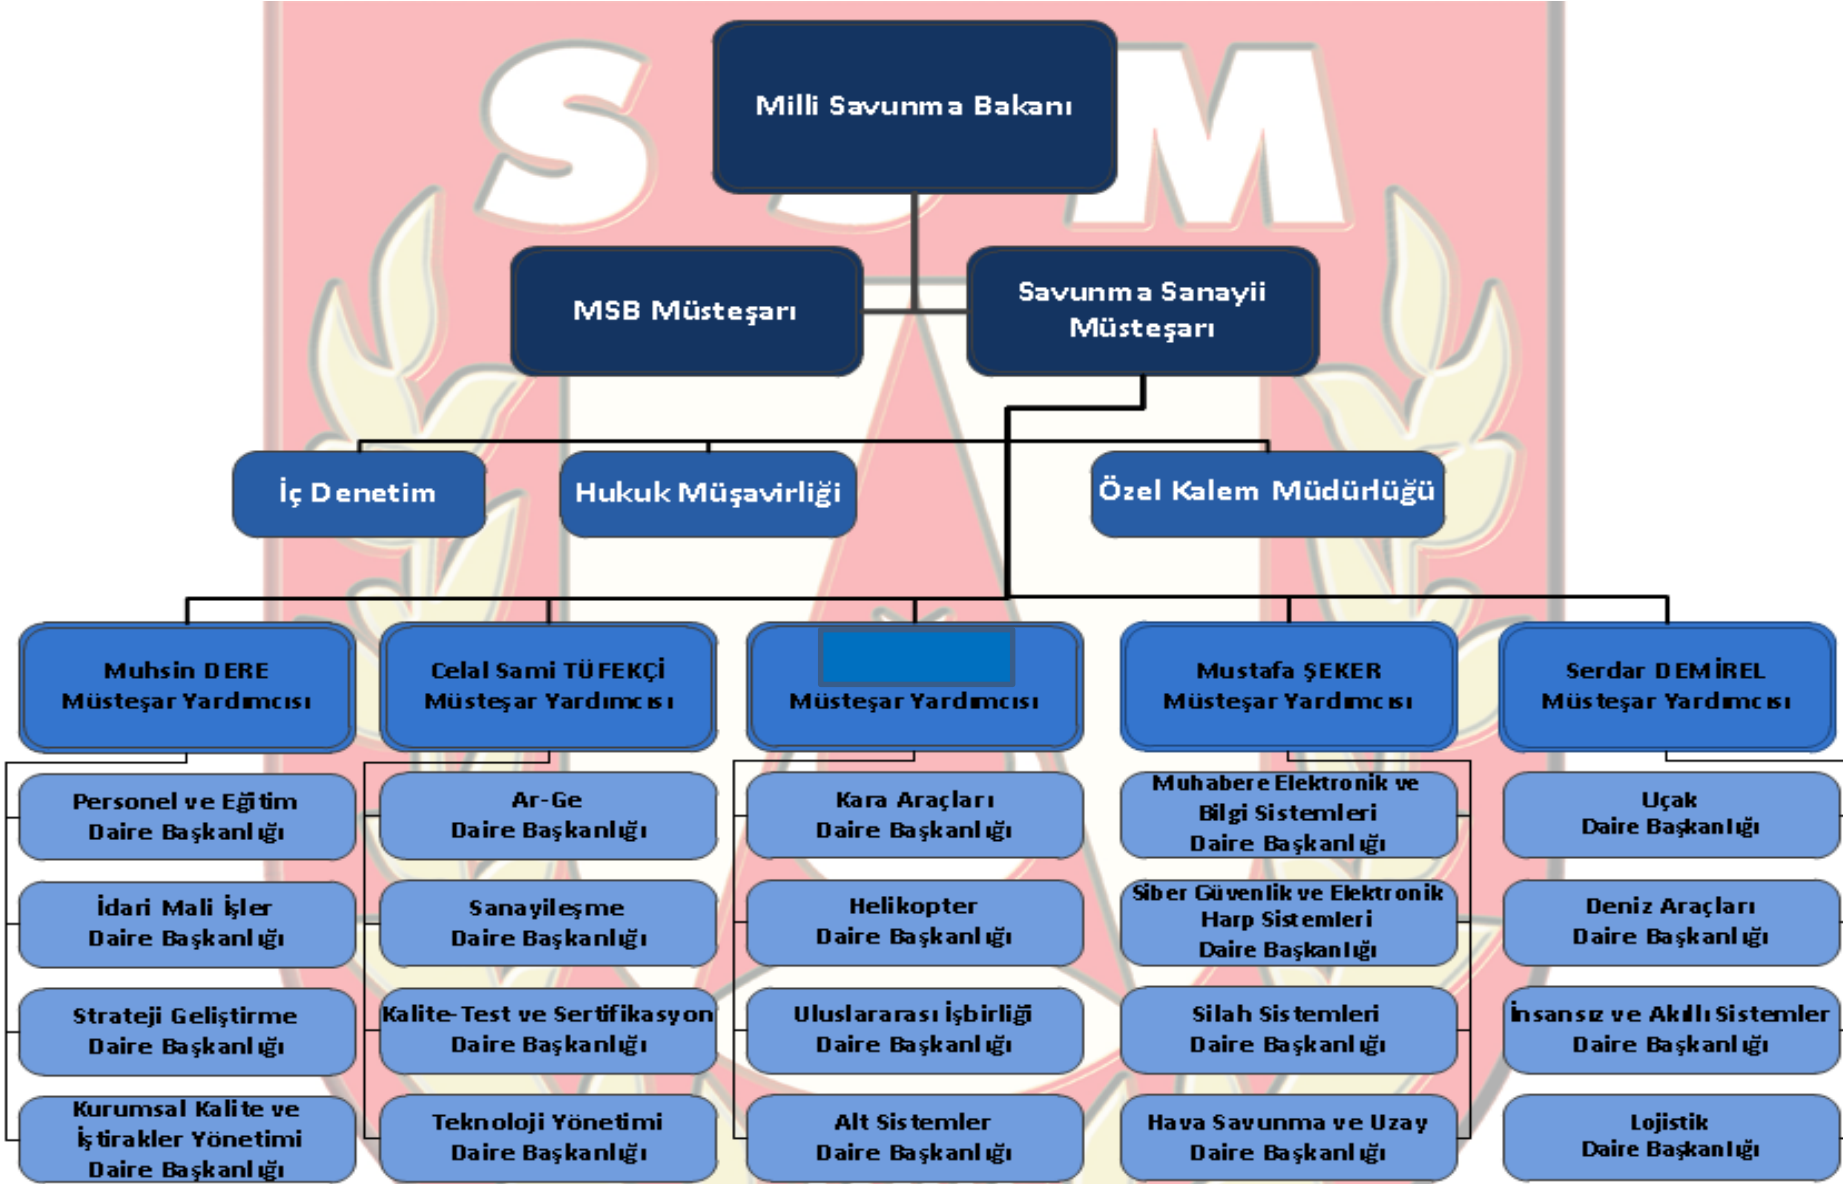 SSM
Milli Savunma Bakanı
MSB Müsteşarı
Savunma Sanayii
Müsteşarı
İç Denetim
Hukuk Müşavirliği
Özel Kalem Müdürlüğü
Muhsin DERE
Müsteşar Yardımcısı
Personel ve Eğitim
Daire Başkanlığı
İdari Mali İşler
Daire Başkanlığı
Strateji Geliştirme
Daire Başkanlığı
Kurumsal Kalite ve
İştirakler Yönetimi
Daire Başkanlığı
Celal Sami TÜFEKÇİ
Müsteşar Yardımcısı
Ar-Ge
Daire Başkanlığı
Sanayileşme
Daire Başkanlığı
Kalite-Test ve Sertifikasyon
Daire Başkanlığı
Teknoloji Yönetimi
Daire Başkanlığı
Müsteşar Yardımcısı
Kara Araçları
Daire Başkanlığı
Helikopter
Daire Başkanlığı
Uluslararası İşbirliği
Daire Başkanlığı
Alt Sistemler
Daire Başkanlığı
Mustafa ŞEKER
Müsteşar Yardımcısı
Muhabere Elektronik ve
Bilgi Sistemleri
Daire Başkanlığı
Siber Güvenlik ve Elektronik
Harp Sistemleri
Daire Başkanlığı
Silah Sistemleri
Daire Başkanlığı
Hava Savunma ve Uzay
Daire Başkanlığı
Serdar DEMİREL
Müsteşar Yardımcısı
Uçak
Daire Başkanlığı
Deniz Araçları
Daire Başkanlığı
İnsansız ve Akıllı Sistemler
Daire Başkanlığı
Lojistik
Daire Başkanlığı